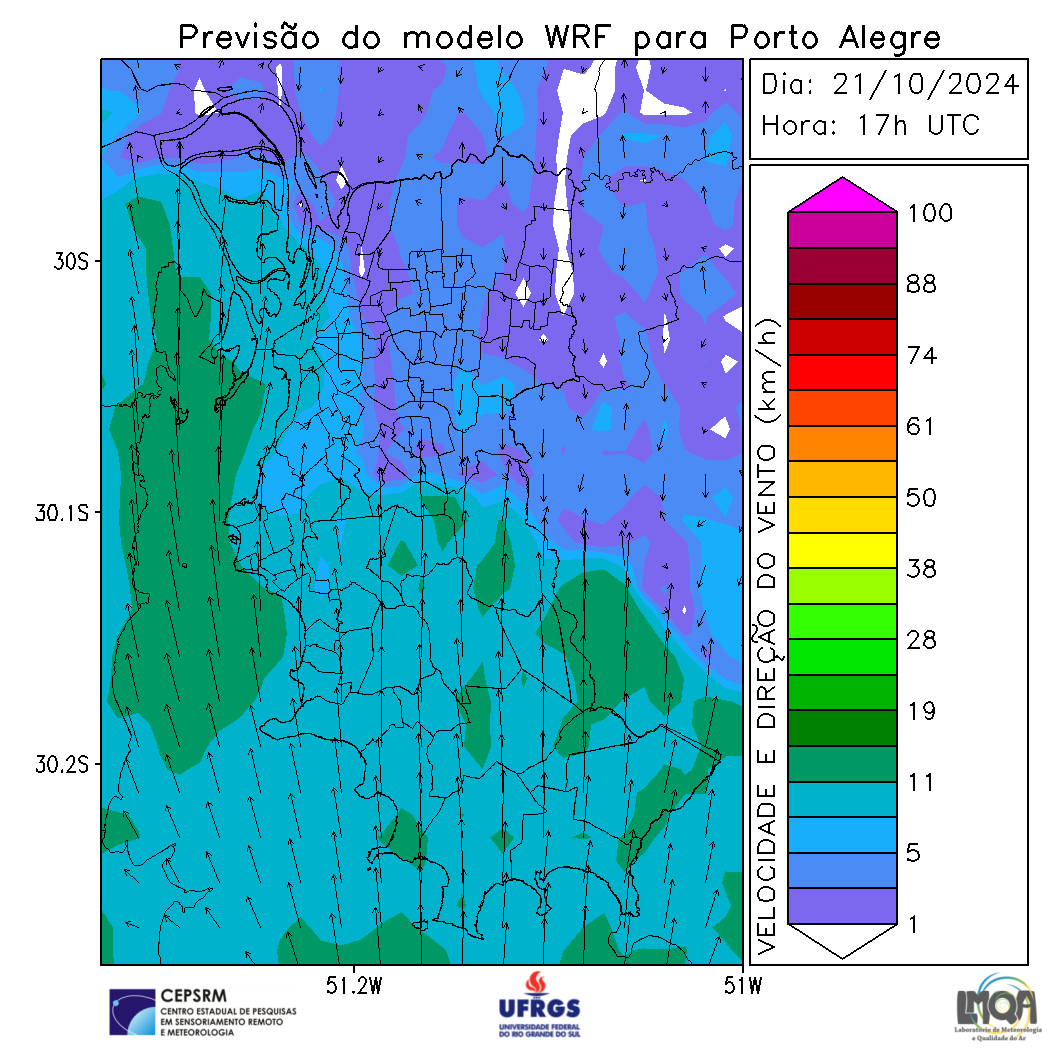 Previsão do modelo WRF para Porto Alegre
Dia: 21/10/2024
Hora: 17h UTC
30S
30.1S
30.2S
51.2W
51W
VELOCIDADE E DIREÇÃO DO VENTO (km/h)
100
88
74
61
50
38
28
19
11
5
1
CEPSRM
CENTRO ESTADUAL DE PESQUISAS
EM SENSORIAMENTO REMOTO
E METEOROLOGIA
UFRGS
UNIVERSIDADE FEDERAL
DO RIO GRANDE DO SUL
LMQA
Laboratório de Meteorologia
e Qualidade do Ar